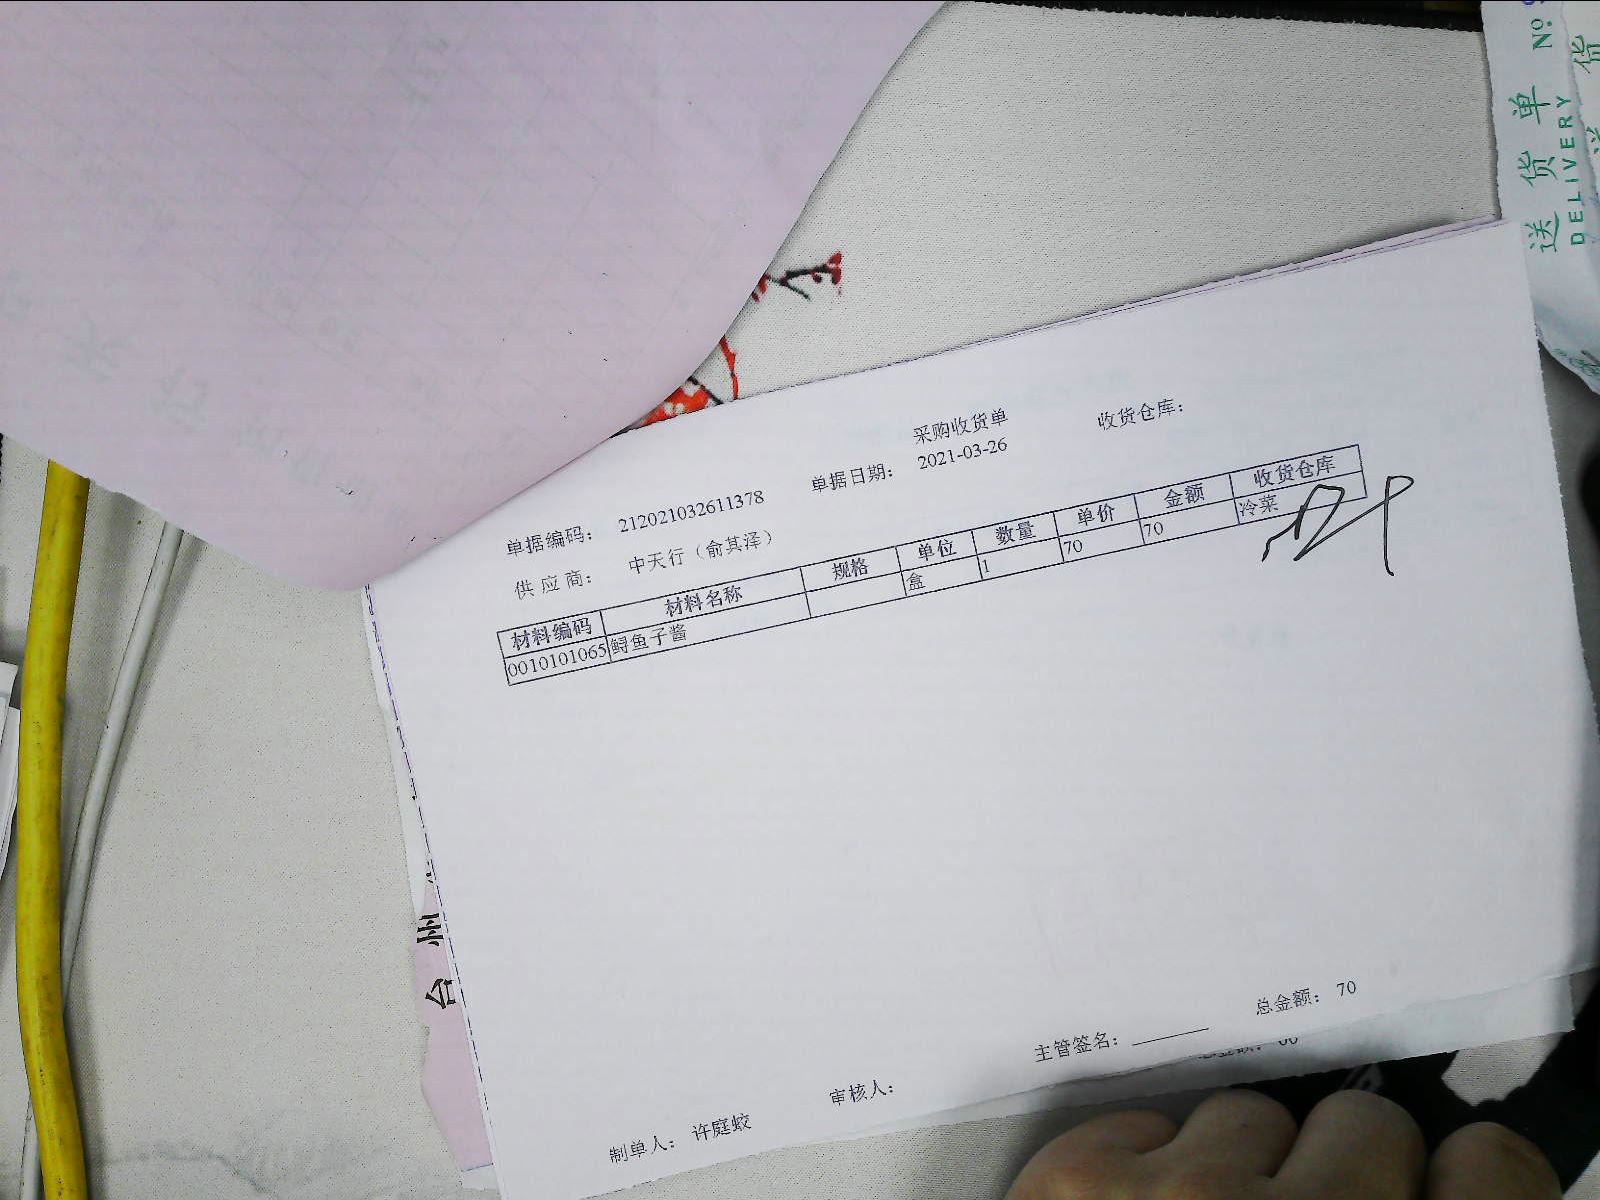 采购收货单
收货仓库：
单据编码： 212021032611378 单据日期： 2021-03-26
供 应 商： 中天行（俞其泽）
材料编码 材料名称 规格 单位 数量 单价 金额 收货仓库
0010101065 鲟鱼子酱 盒 1 70 70 冷菜
总金额： 70
主管签名：
审核人：
制单人： 许庭蛟
送 货 单 №
DELIVERY
台 州